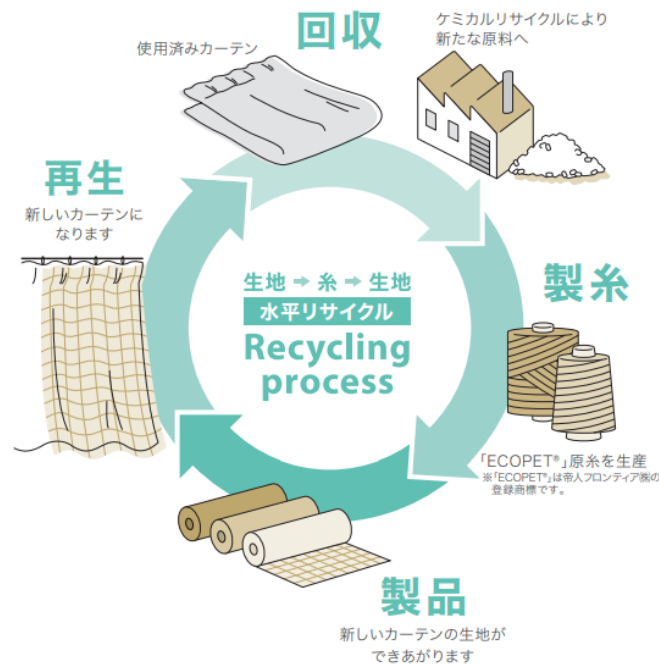 回収
使用済みカーテン
ケミカルリサイクルにより
新たな原料へ
製糸
「ECOPET®」原糸を生産
※「ECOPET®」は帝人フロンティア㈱の
登録商標です。
製品
新しいカーテンの生地が
できあがります
再生
新しいカーテンに
なります
生地 ➡ 糸 ➡ 生地
水平リサイクル
Recycling
process